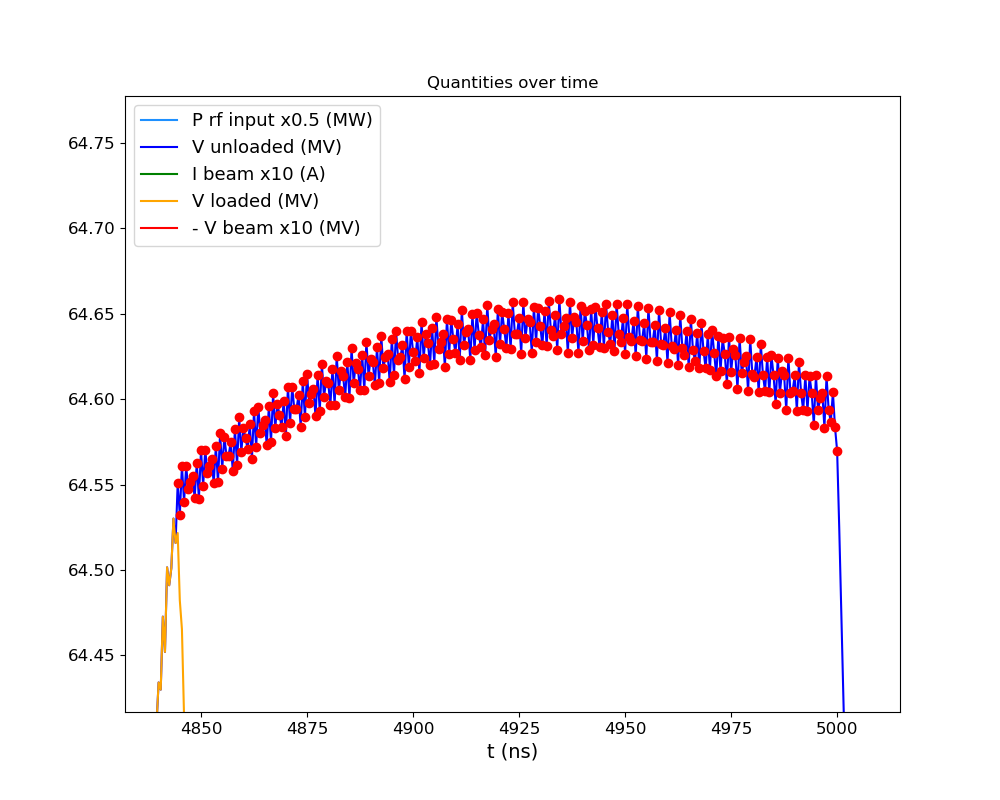 Quantities over time
P rf input x0.5 (MW)
V unloaded (MV)
I beam x10 (A)
V loaded (MV)
- V beam x10 (MV)
64.75
64.70
64.65
64.60
64.55
64.50
64.45
4850 4875 4900 4925 4950 4975 5000
t (ns)